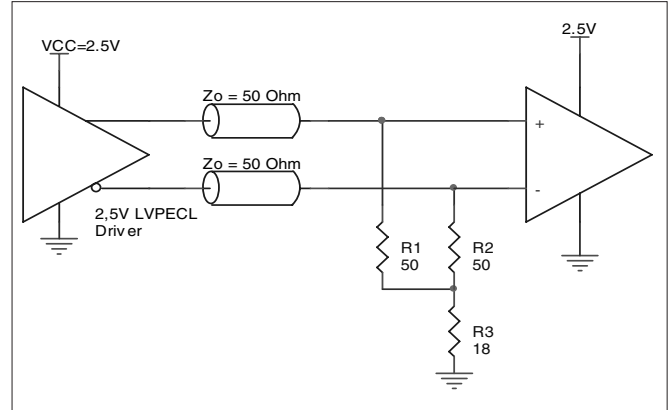 VCC=2.5V
2.5V
Zo = 50 Ohm
+
Zo = 50 Ohm
-
2,5V LVPECL
Driver
R1
50
R2
50
R3
18